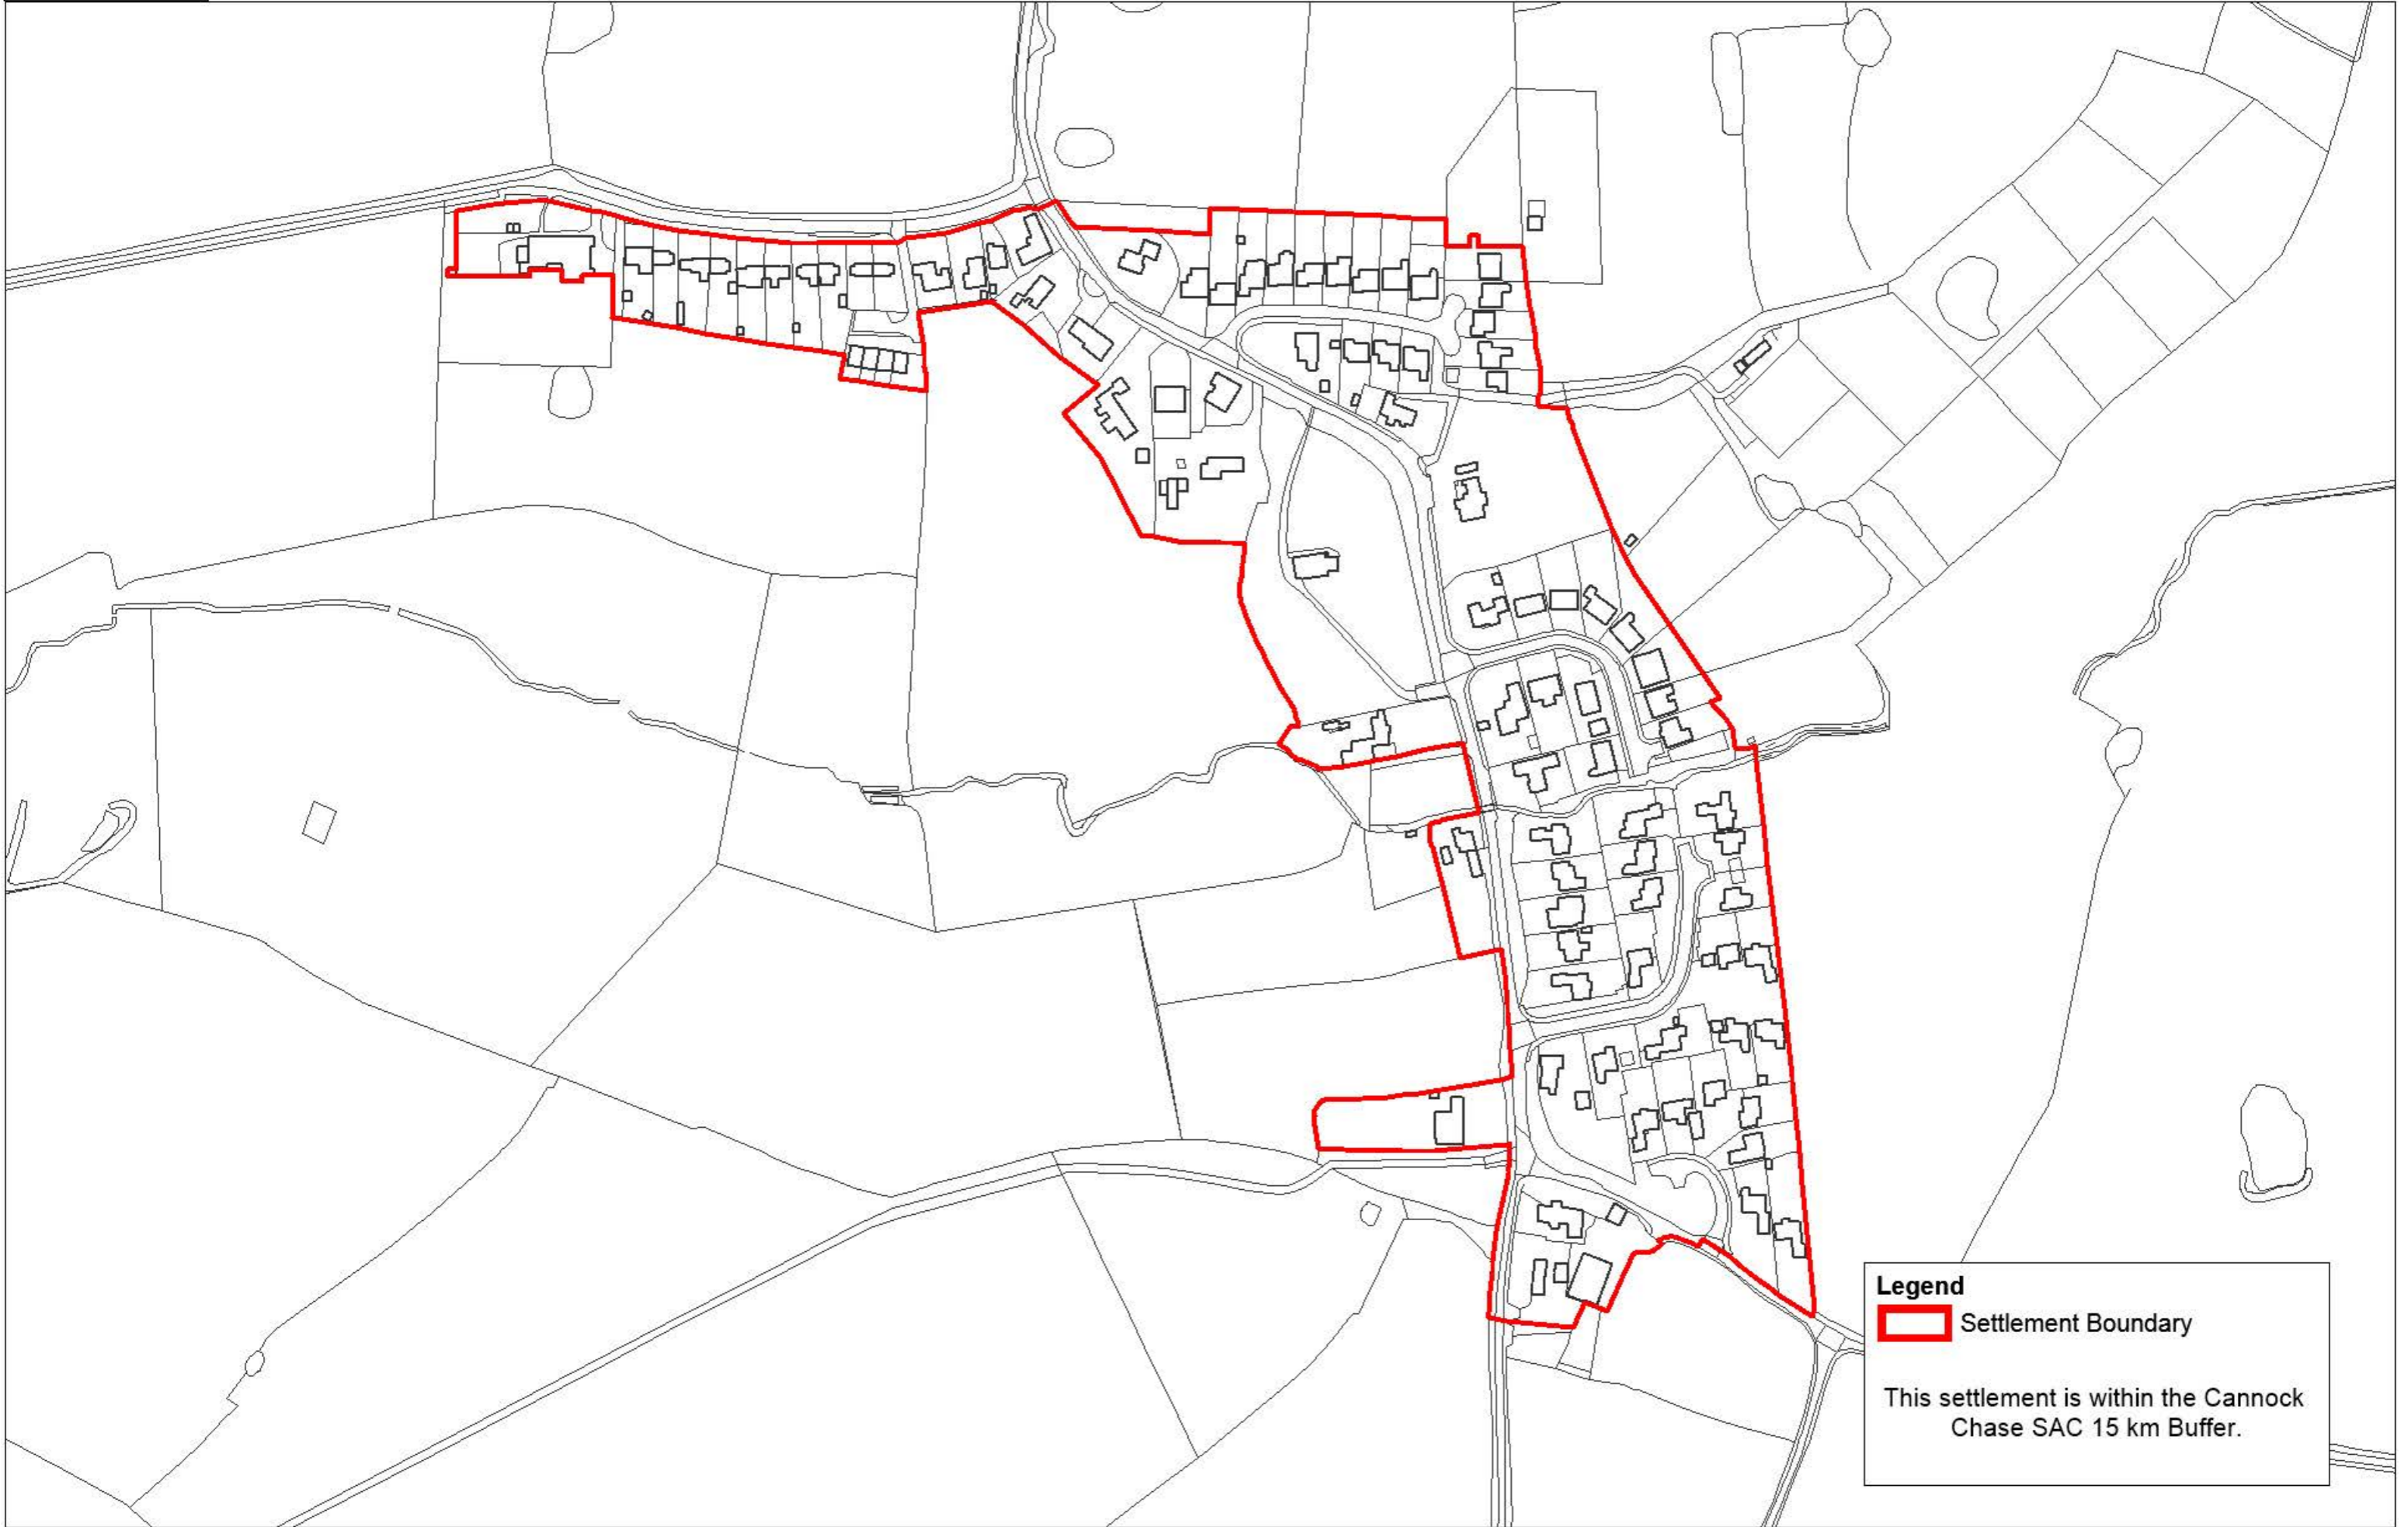 Legend
Settlement Boundary
This settlement is within the Cannock
Chase SAC 15 km Buffer.